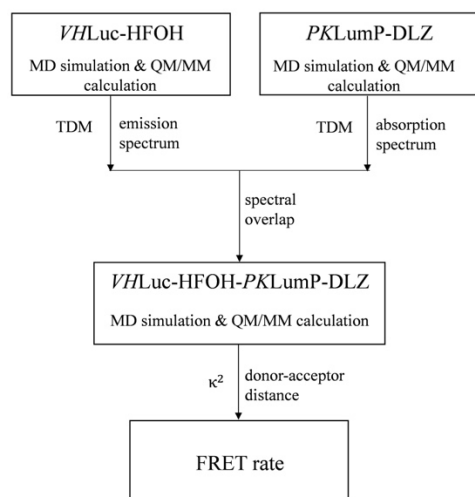 VHLuc-HFOH
MD simulation & QM/MM
calculation
PKLumP-DLZ
MD simulation & QM/MM
calculation
TDM
emission
spectrum
TDM
absorption
spectrum
spectral
overlap
VHLuc-HFOH-PKLumP-DLZ
MD simulation & QM/MM calculation
κ²
donor-acceptor
distance
FRET rate